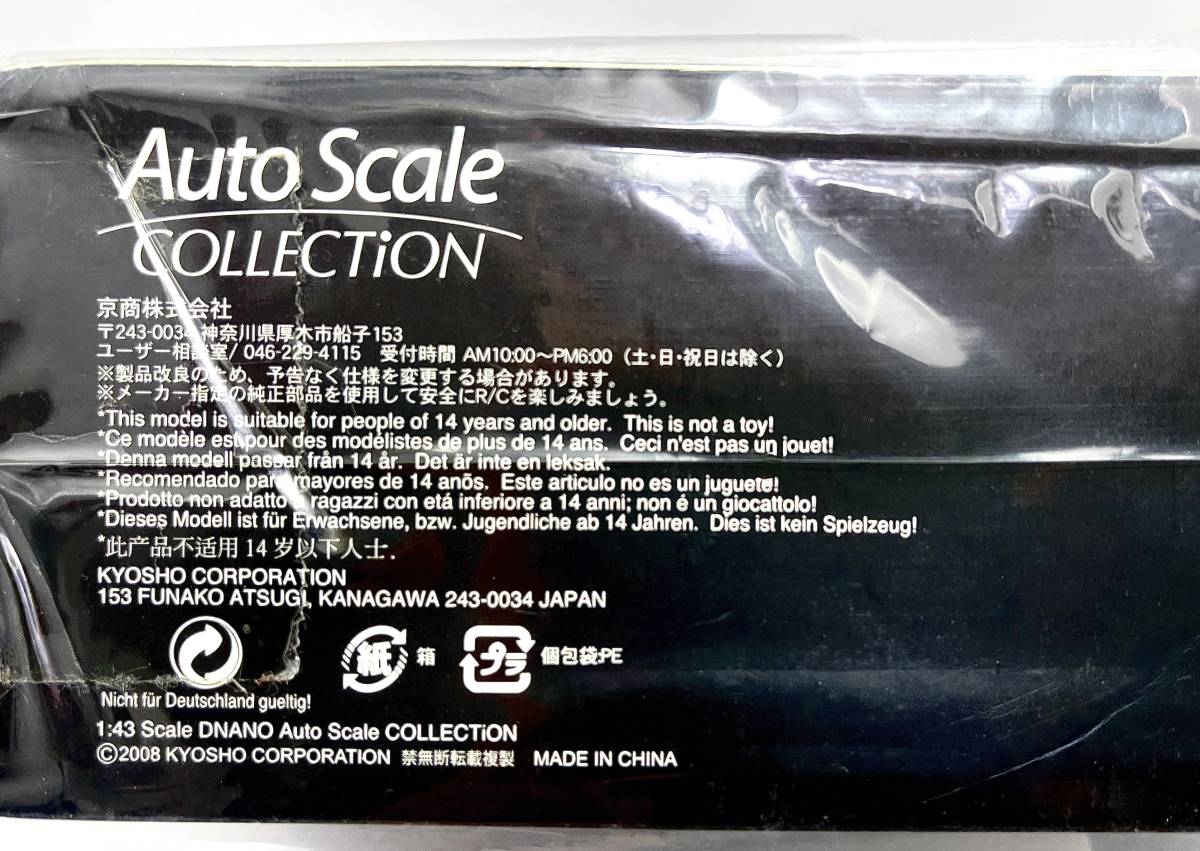 Auto Scale
COLLECTiON
京商株式会社
〒243-0034 神奈川県厚木市船子153
ユーザー相談室/ 046-229-4115 受付時間 AM10:00〜PM6:00（土・日・祝日は除く）
※製品改良のため、予告なく仕様を変更する場合があります。
※メーカー指定の純正部品を使用して安全にR/Cを楽しみましょう。
*This model is suitable for people of 14 years and older. This is not a toy!
*Ce modèle est pour des modélistes de plus de 14 ans. Ceci n'est pas un jouet!
*Denna modell passar från 14 år. Det är inte en leksak.
*Recomendado para mayores de 14 anõs. Este articulo no es un juguete!
*Prodotto non adatto a ragazzi con etá inferiore a 14 anni; non é un giocattolo!
*Dieses Modell ist für Erwachsene, bzw. Jugendliche ab 14 Jahren. Dies ist kein Spielzeug!
*此产品不适用 14 岁以下人士.
KYOSHO CORPORATION
153 FUNAKO ATSUGI, KANAGAWA 243-0034 JAPAN
紙 箱 プラ 個包袋:PE
Nicht für Deutschland gueltig!
1:43 Scale DNANO Auto Scale COLLECTiON
©2008 KYOSHO CORPORATION 禁無断転載複製 MADE IN CHINA